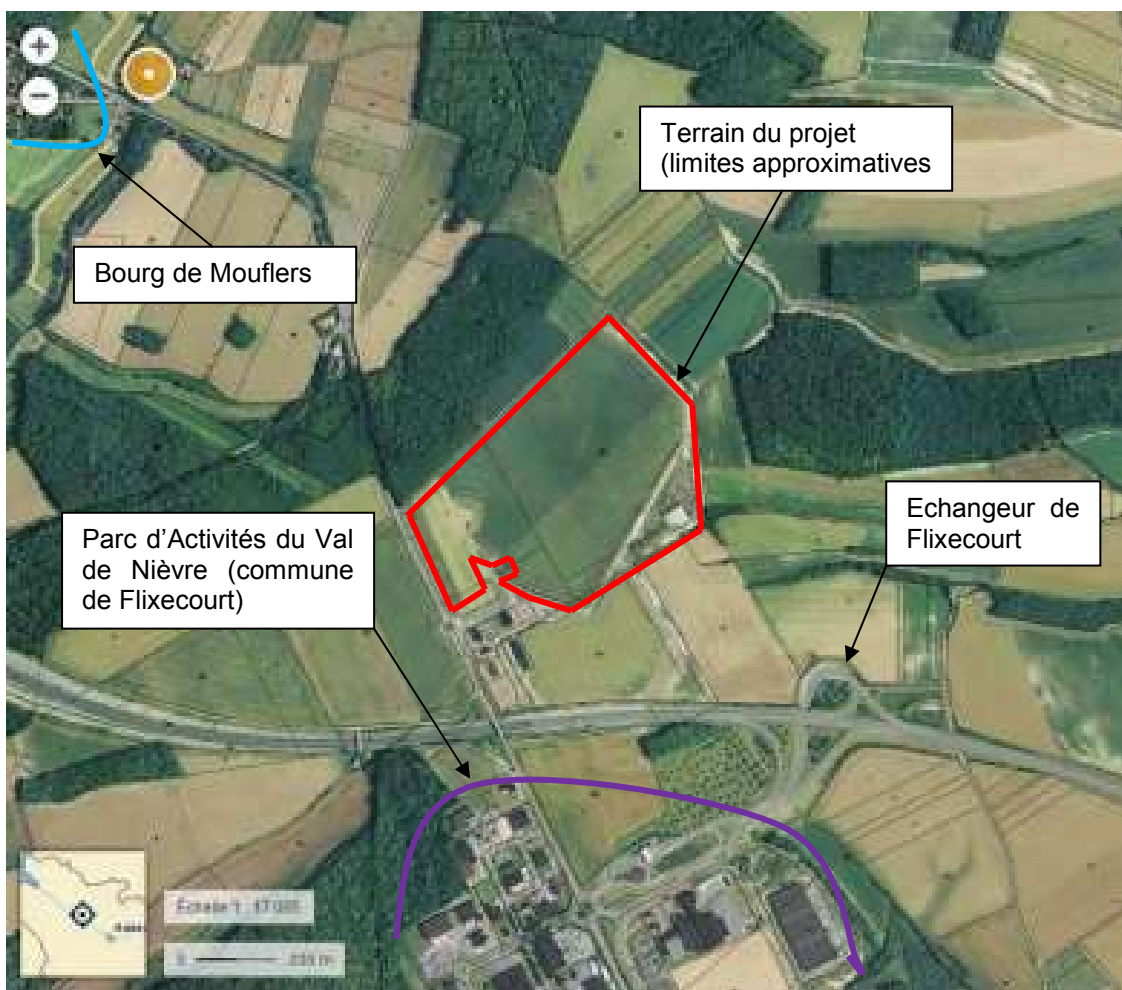 Terrain du projet
(limites approximatives
Bourg de Mouflers
Parc d’Activités du Val
de Nièvre (commune
de Flixecourt)
Echangeur de
Flixecourt
0